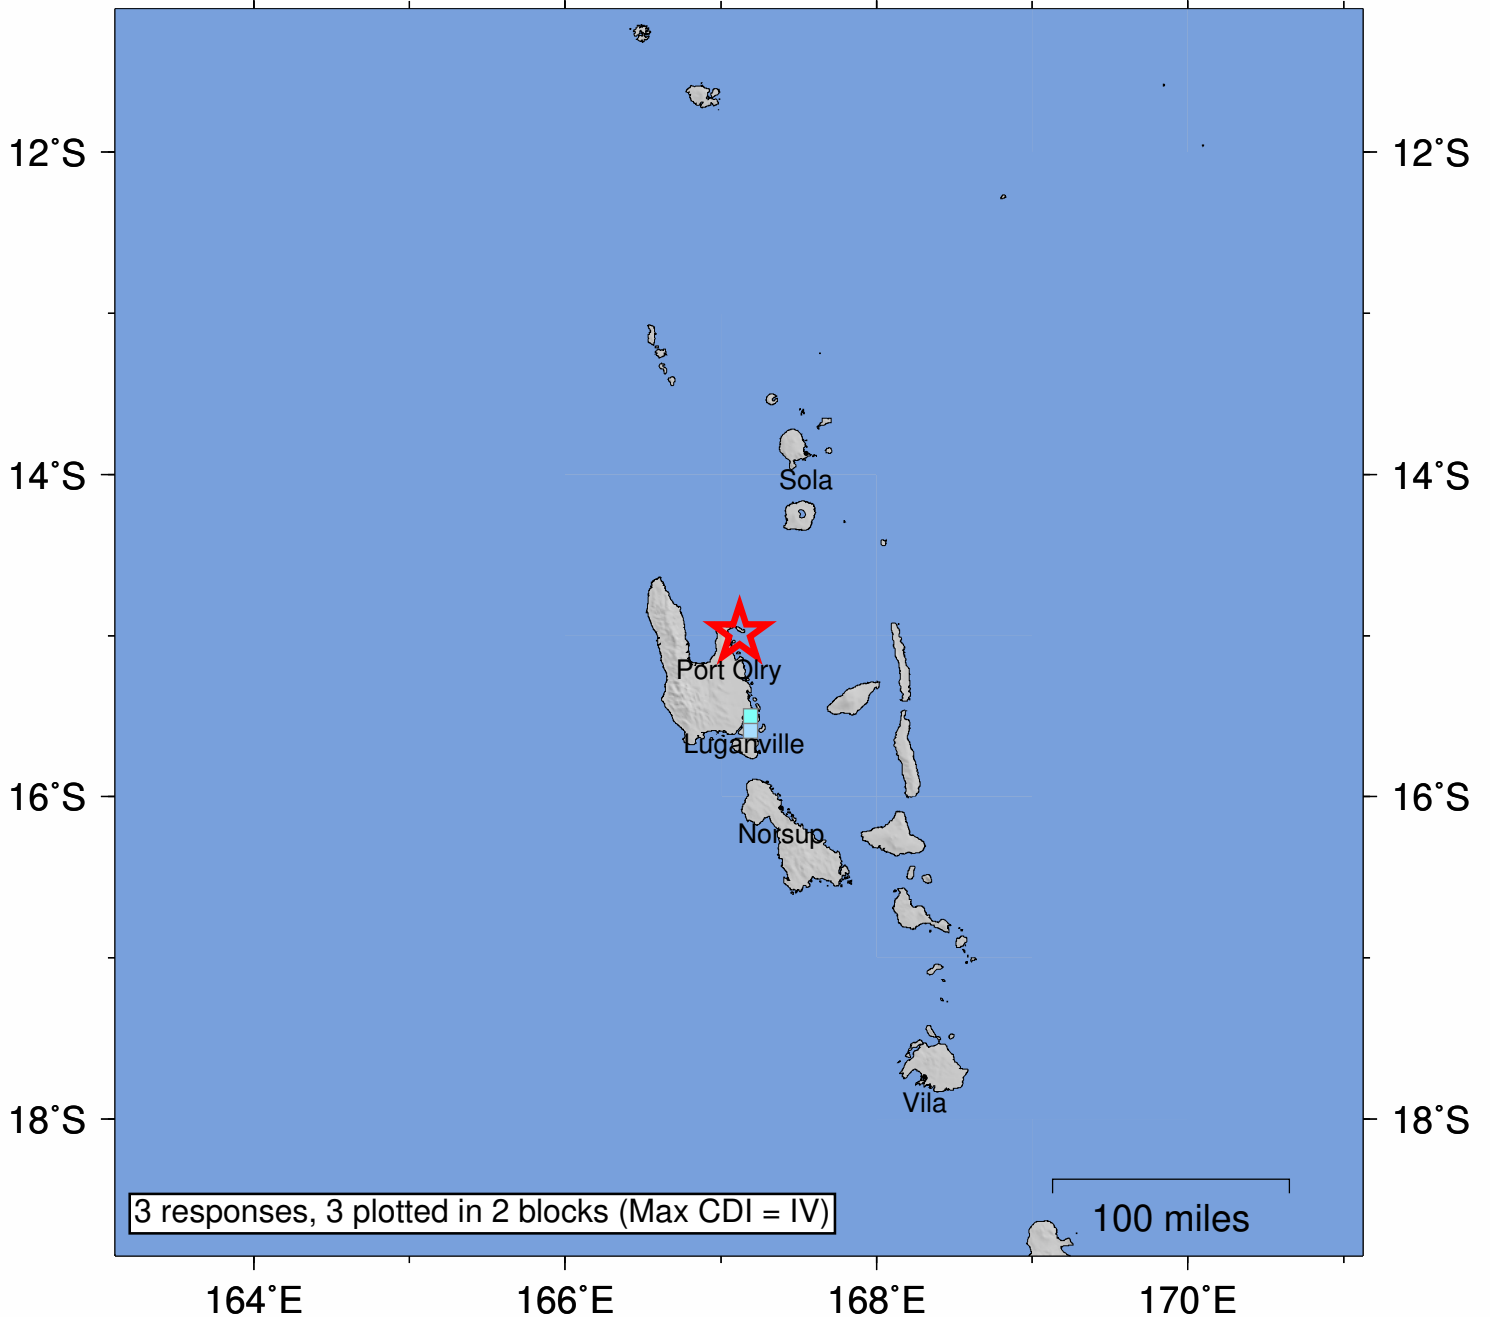 12˚S
12˚S
14˚S
Sola
14˚S
Port Olry
Luganville
16˚S
16˚S
Norsup
18˚S
Vila
18˚S
3 responses, 3 plotted in 2 blocks (Max CDI = IV)
100 miles
164˚E
166˚E
168˚E
170˚E